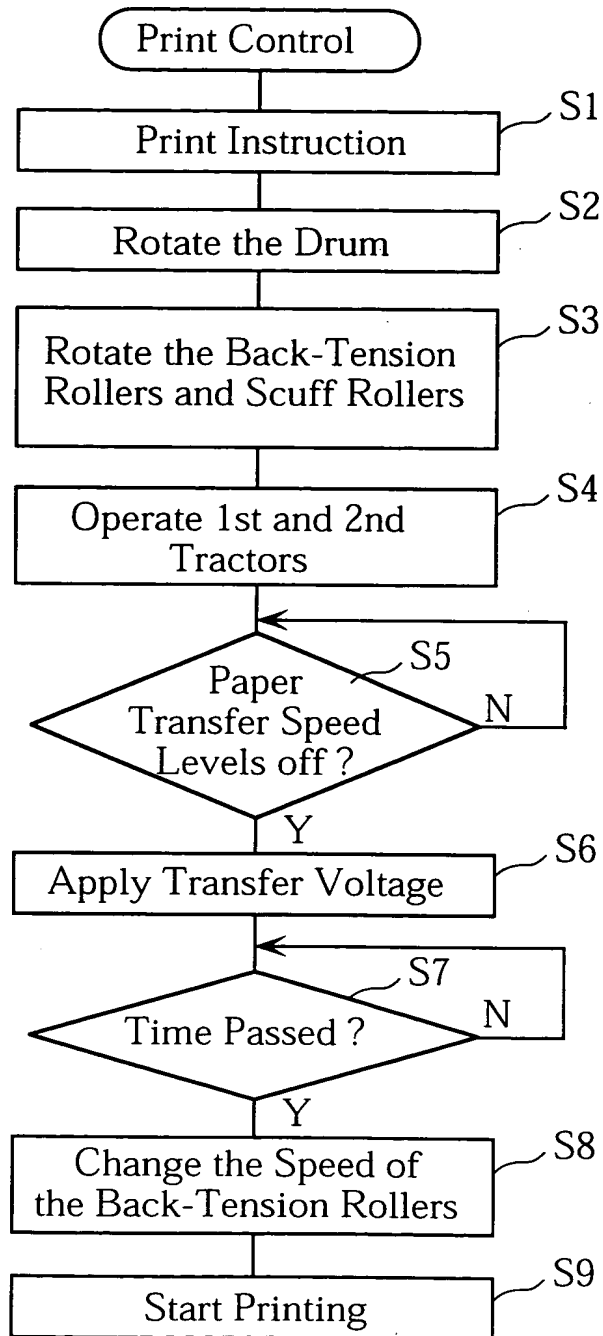 Print Control
S1
Print Instruction
S2
Rotate the Drum
S3
Rotate the Back-Tension
Rollers and Scuff Rollers
S4
Operate 1st and 2nd
Tractors
S5
Paper
Transfer Speed
Levels off ?
N
Y
S6
Apply Transfer Voltage
S7
Time Passed ?
N
Y
S8
Change the Speed of
the Back-Tension Rollers
S9
Start Printing